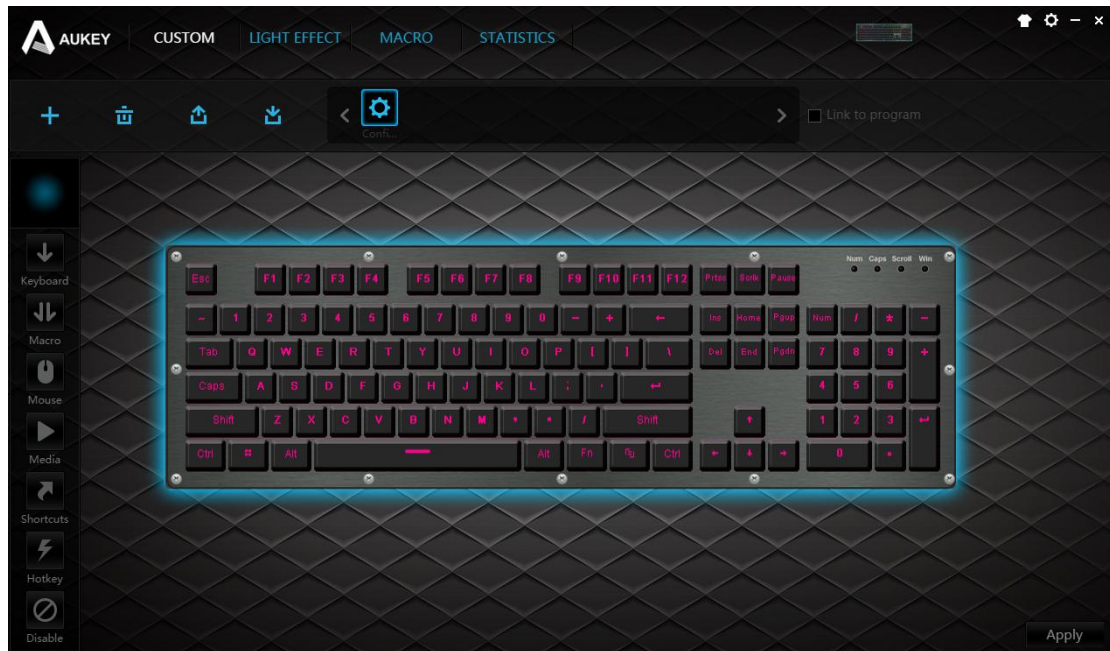 AUKEY CUSTOM LIGHT EFFECT MACRO STATISTICS
Confi... Link to program
Keyboard
Macro
Mouse
Media
Shortcuts
Hotkey
Disable
Num Caps Scroll Win
Esc F1 F2 F3 F4 F5 F6 F7 F8 F9 F10 F11 F12 Prtsc Scrlk Pause
~ 1 2 3 4 5 6 7 8 9 0 - + ← Ins Home Pgup Num / * -
Tab Q W E R T Y U I O P [ ] \ Del End Pgdn 7 8 9 +
Caps A S D F G H J K L ; ' ↵ 4 5 6
Shift Z X C V B N M / Shift ↑ 1 2 3 ↵
Ctrl Alt Alt Fn Ctrl ← ↓ → 0 .
Apply